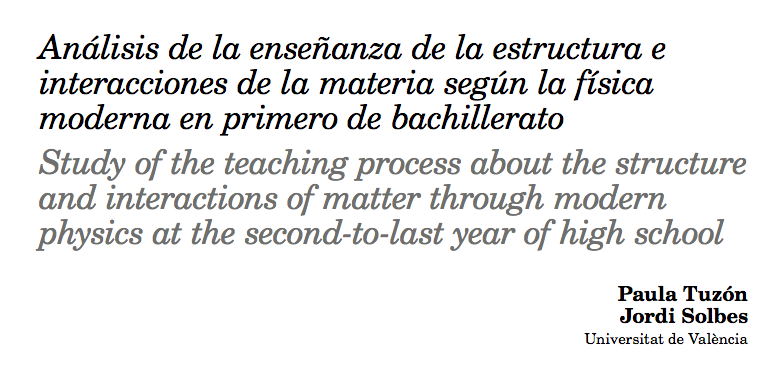 Análisis de la enseñanza de la estructura e
interacciones de la materia según la física
moderna en primero de bachillerato
Study of the teaching process about the structure
and interactions of matter through modern
physics at the second-to-last year of high school
Paula Tuzón
Jordi Solbes
Universitat de València